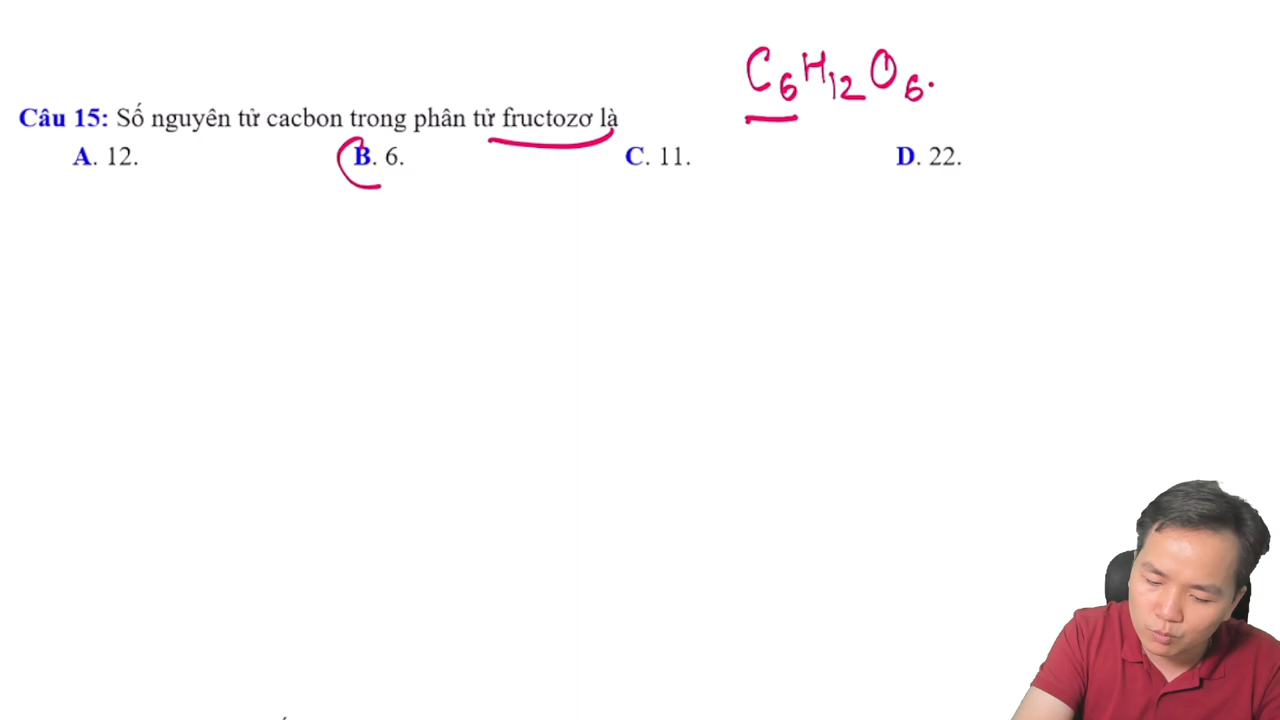 C6H12O6.
Câu 15: Số nguyên tử cacbon trong phân tử fructozơ là
A. 12. B. 6. C. 11. D. 22.